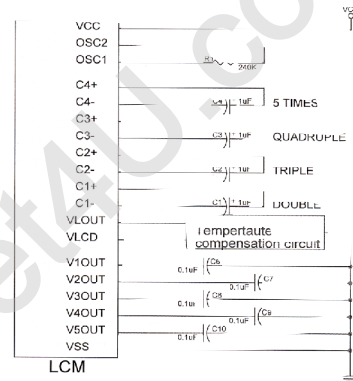 VCC
OSC2
OSC1
R1
240K
C4+
C4-
C4 + 1uF 5 TIMES
C3+
C3-
C3 + 1uF QUADRUPLE
C2+
C2-
C2 + 1uF TRIPLE
C1+
C1-
C1 + 1uF DOUBLE
VLOUT
VLCD
Tempertaute
compensation circuit
V1OUT
0.1uF C6
V2OUT
0.1uF C7
V3OUT
0.1uF C8
V4OUT
0.1uF C9
V5OUT
0.1uF C10
VSS
LCM